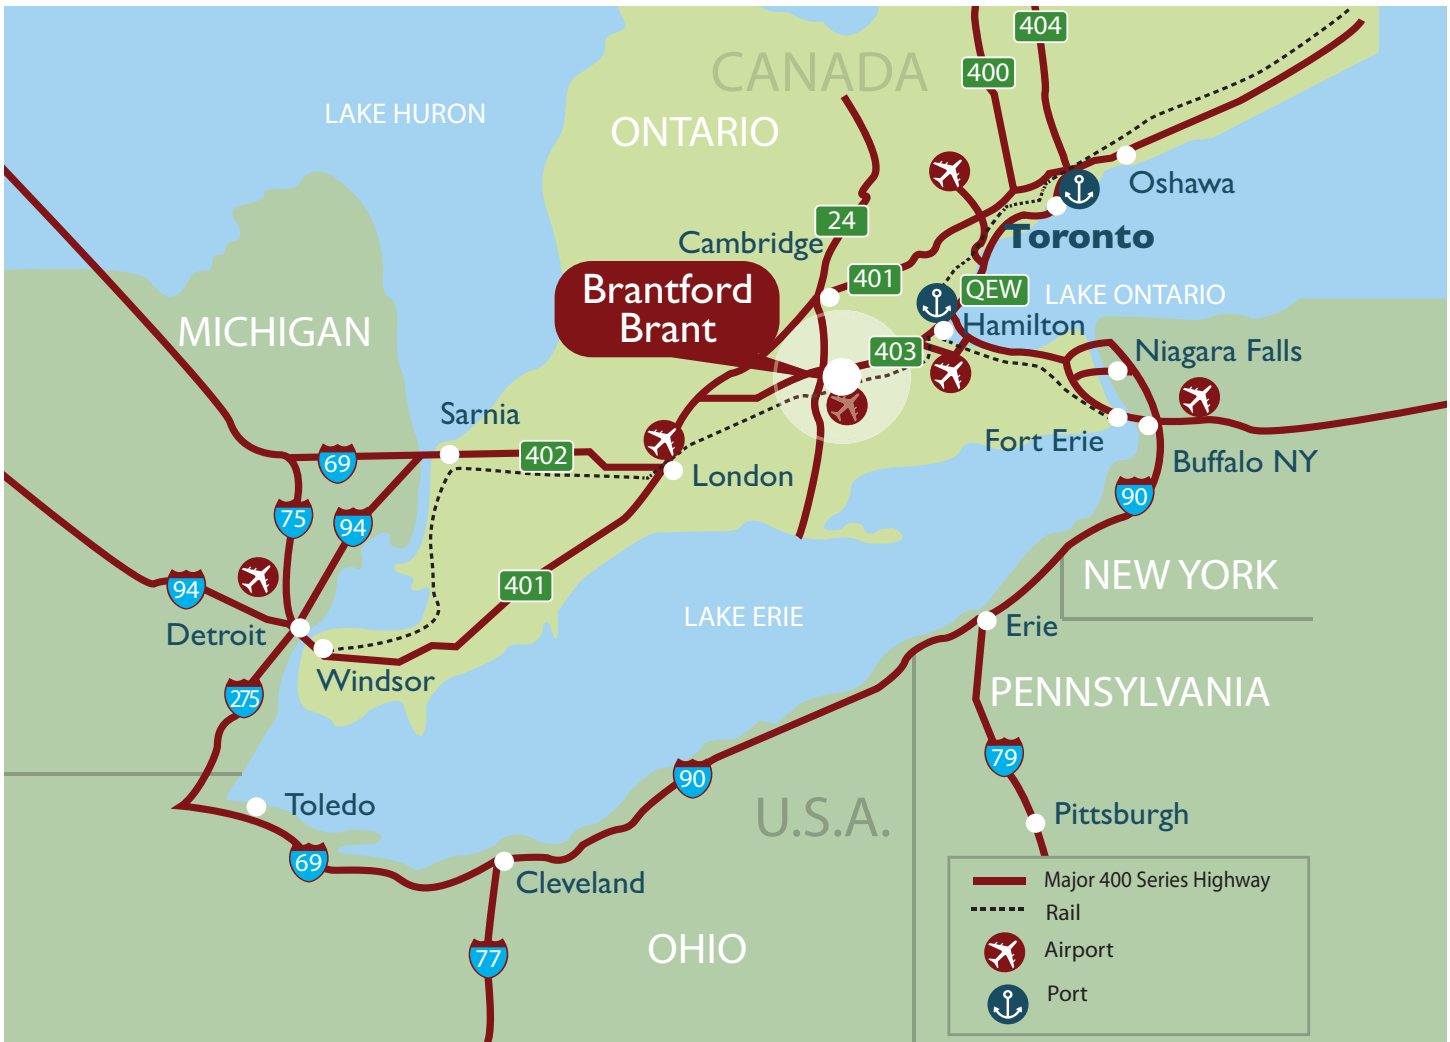 404
CANADA
400
LAKE HURON
ONTARIO
Oshawa
24
Toronto
Cambridge
401
Brantford
Brant
QEW
LAKE ONTARIO
MICHIGAN
Hamilton
403
Niagara Falls
Sarnia
Fort Erie
69
402
London
Buffalo NY
90
75
94
94
401
NEW YORK
LAKE ERIE
Detroit
Erie
Windsor
275
PENNSYLVANIA
79
90
Toledo
U.S.A.
Pittsburgh
69
Cleveland
Major 400 Series Highway
Rail
OHIO
77
Airport
Port